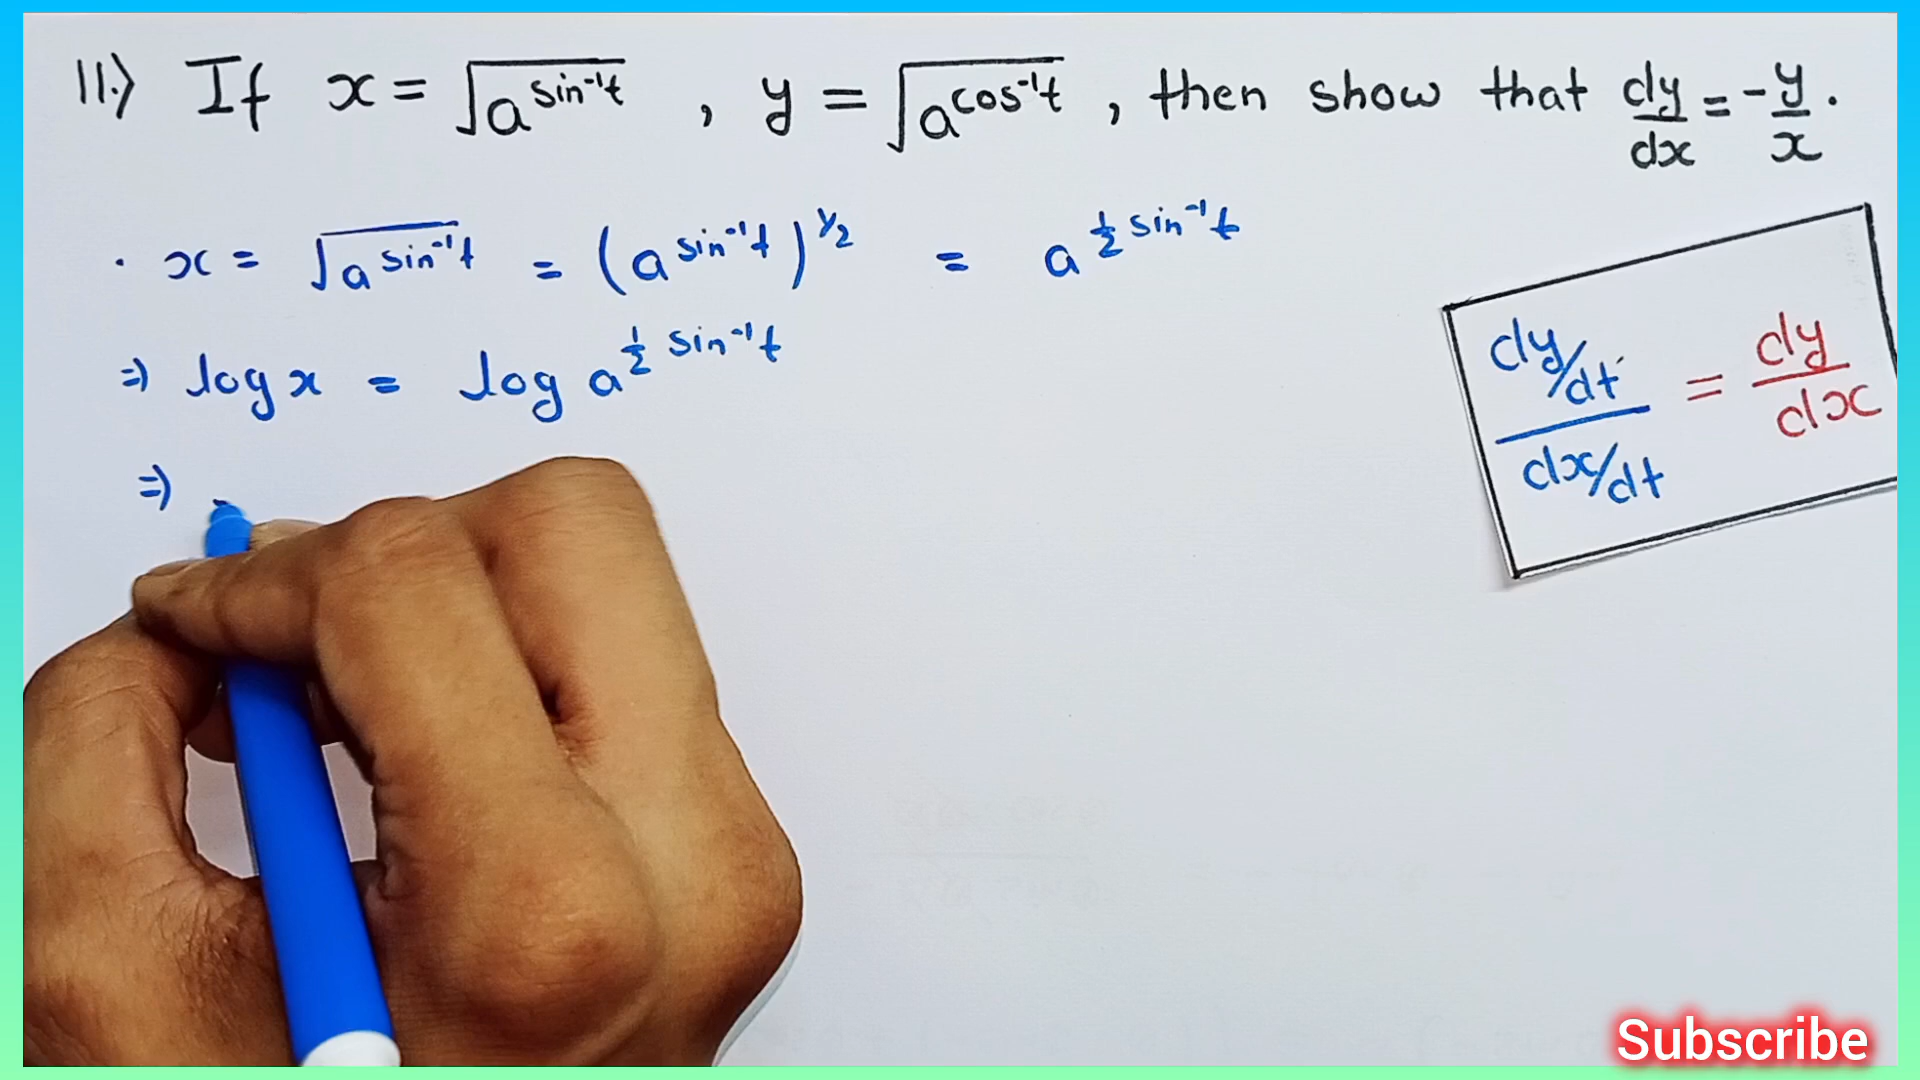 11.) If x = √a^sin⁻¹t , y = √a^cos⁻¹t , then show that dy/dx = -y/x .
· x = √a^sin⁻¹t = (a^sin⁻¹t)^1/2 = a^½ sin⁻¹t
⇒ log x = log a^½ sin⁻¹t
⇒
dy/dt / dx/dt = dy/dx
Subscribe